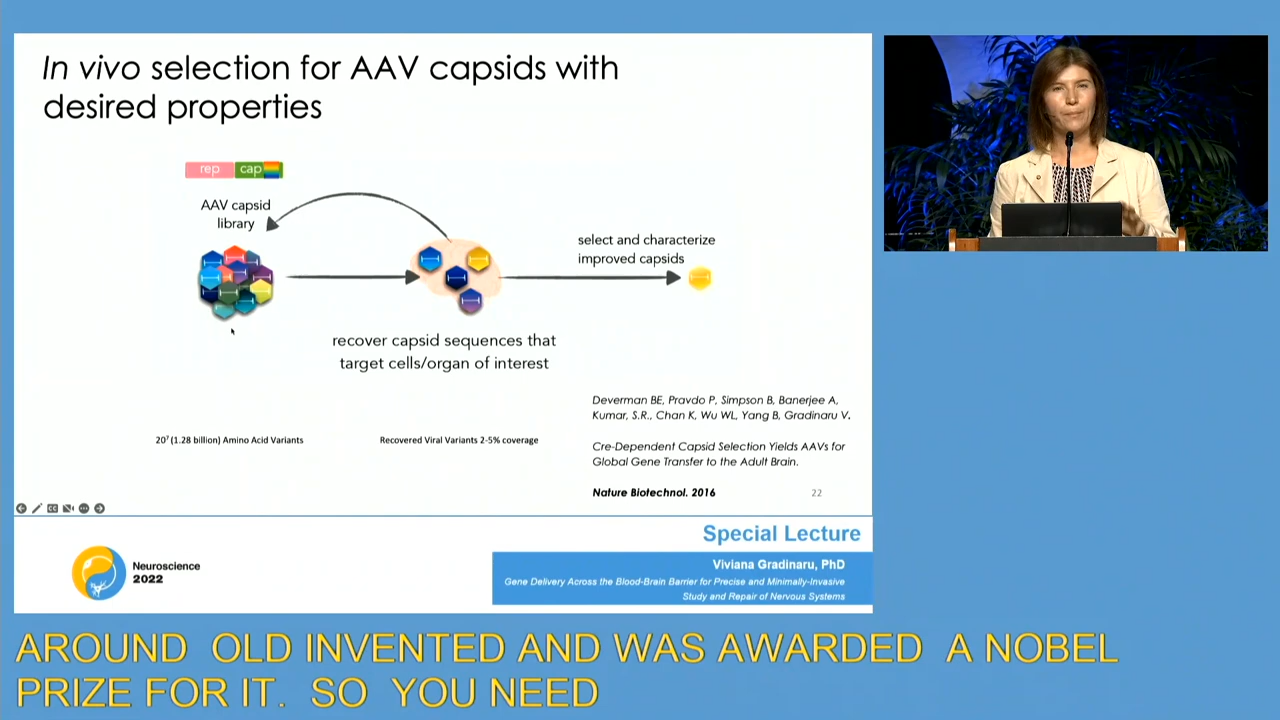 In vivo selection for AAV capsids with
desired properties
rep cap
AAV capsid
library
select and characterize
improved capsids
recover capsid sequences that
target cells/organ of interest
20⁷ (1.28 billion) Amino Acid Variants
Recovered Viral Variants 2-5% coverage
Deverman BE, Pravdo P, Simpson B, Banerjee A,
Kumar, S.R., Chan K, Wu WL, Yang B, Gradinaru V.
Cre-Dependent Capsid Selection Yields AAVs for
Global Gene Transfer to the Adult Brain.
Nature Biotechnol. 2016
22
Special Lecture
Neuroscience
2022
Viviana Gradinaru, PhD
Gene Delivery Across the Blood-Brain Barrier for Precise and Minimally-Invasive
Study and Repair of Nervous Systems
AROUND OLD INVENTED AND WAS AWARDED A NOBEL
PRIZE FOR IT. SO YOU NEED